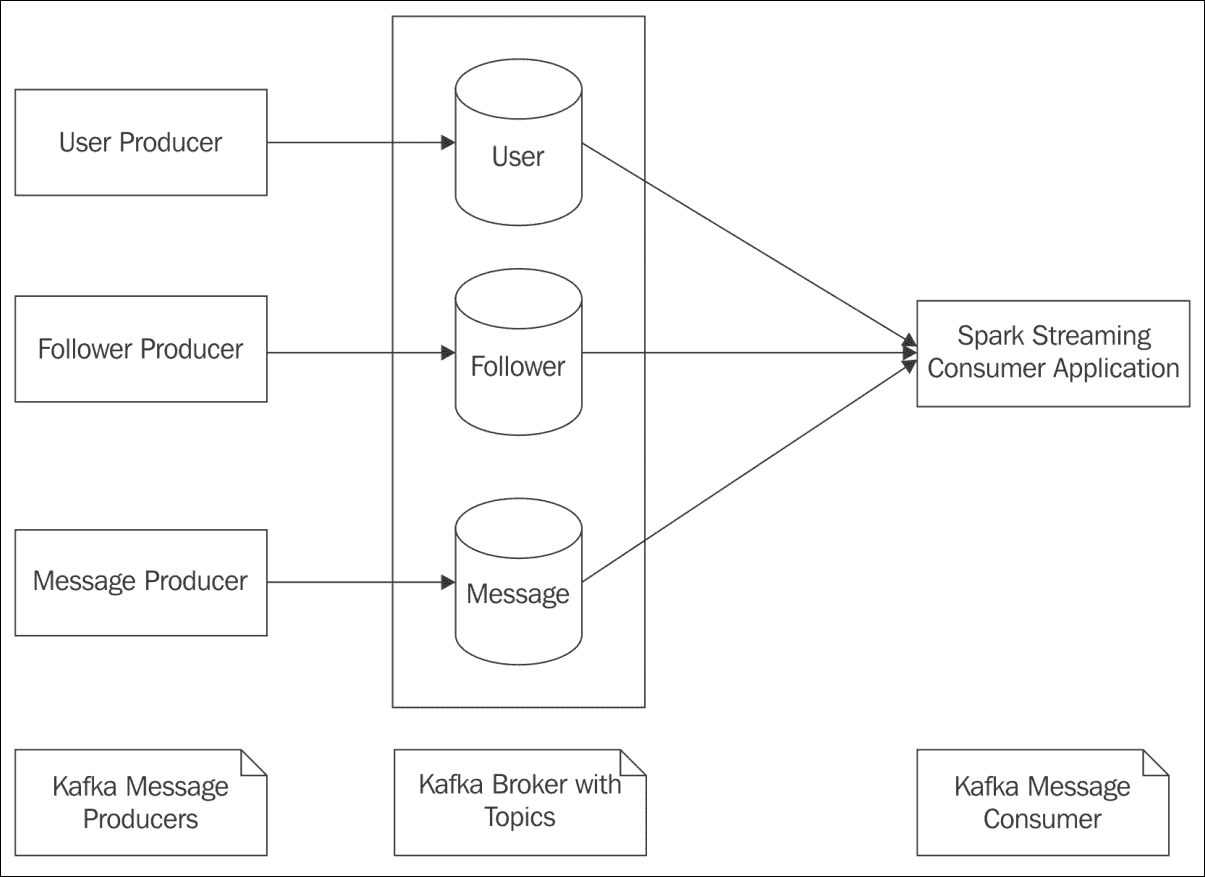 User Producer
User
Follower Producer
Follower
Spark Streaming
Consumer Application
Message Producer
Message
Kafka Message
Producers
Kafka Broker with
Topics
Kafka Message
Consumer